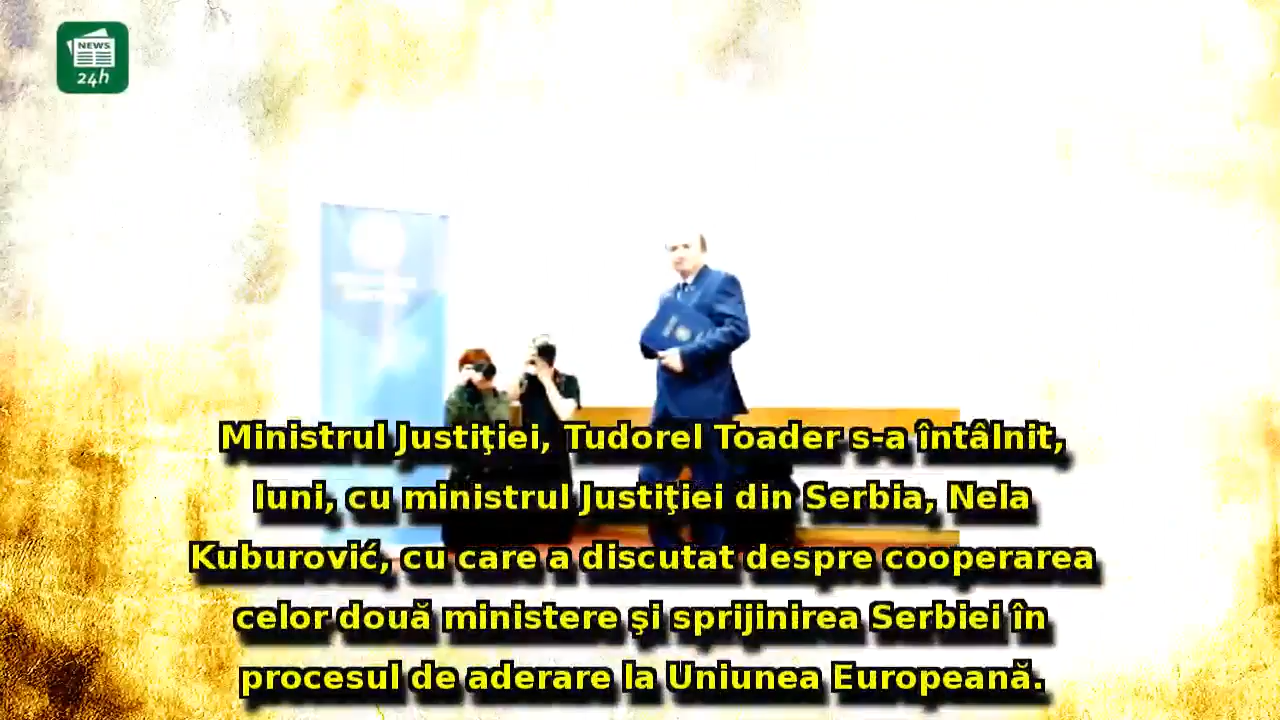 NEWS
24h
Ministrul Justiţiei, Tudorel Toader s-a întâlnit,
luni, cu ministrul Justiţiei din Serbia, Nela
Kuburović, cu care a discutat despre cooperarea
celor două ministere şi sprijinirea Serbiei în
procesul de aderare la Uniunea Europeană.